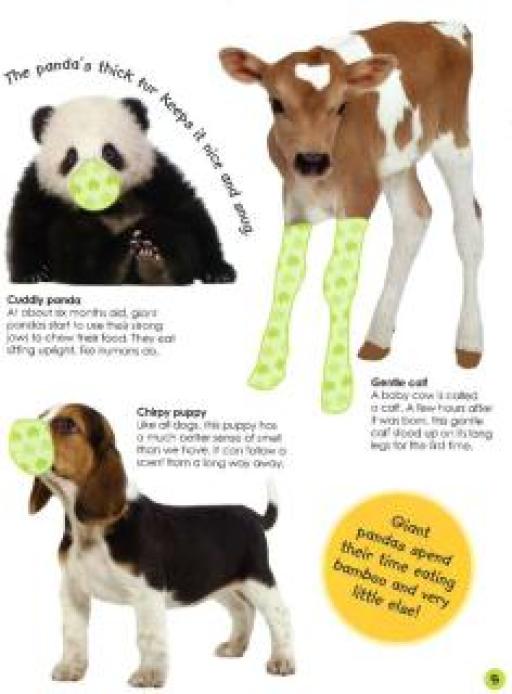 The panda's thick fur keeps it nice and snug.
Cuddly panda
At about six months old, giant
pandas start to use their strong
jaws to chew their food. They eat
sitting upright, like humans do.
Gentle calf
A baby cow is called
a calf. A few hours after
it was born, this gentle
calf stood up on its long
legs for the first time.
Chirpy puppy
Like all dogs, this puppy has
a much better sense of smell
than we have. It can follow a
scent from a long way away.
Giant
pandas spend
their time eating
bamboo and very
little else!